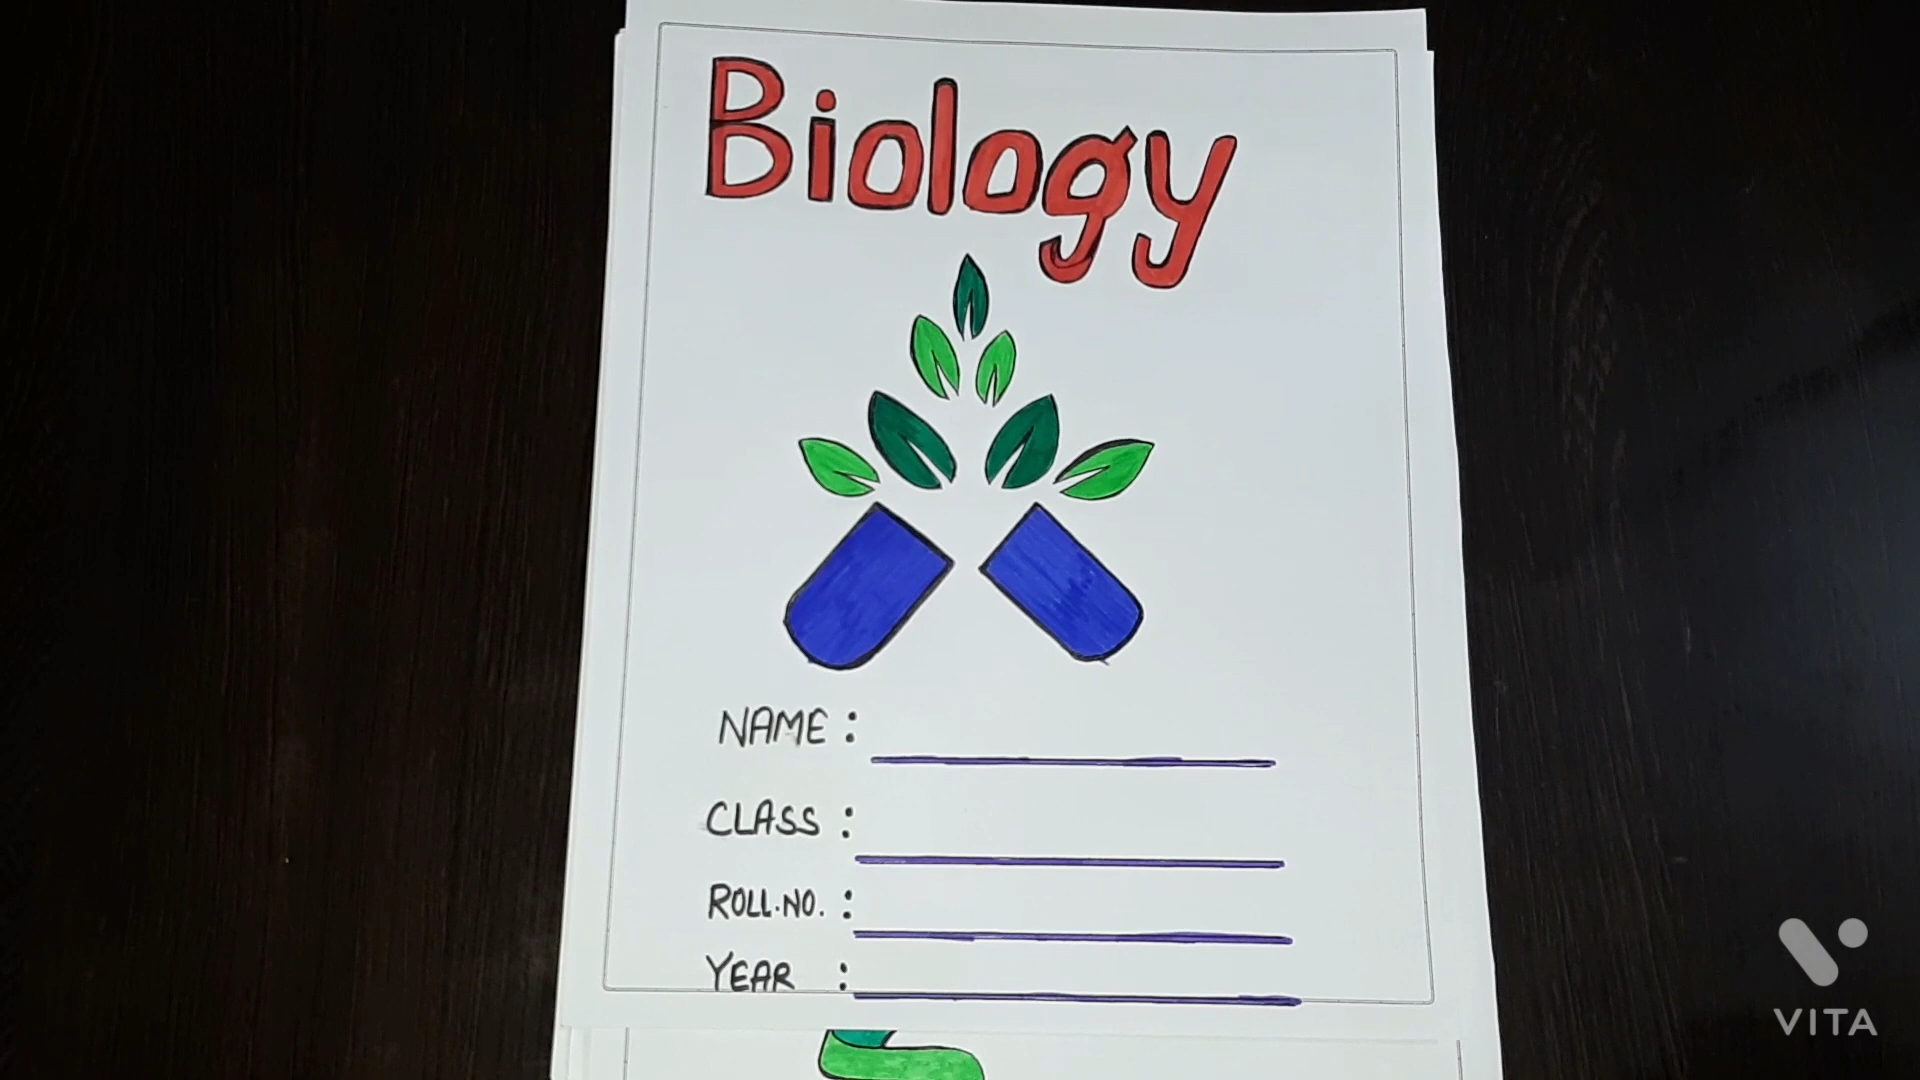 Biology
NAME :
CLASS :
ROLL.NO. :
YEAR :
VITA